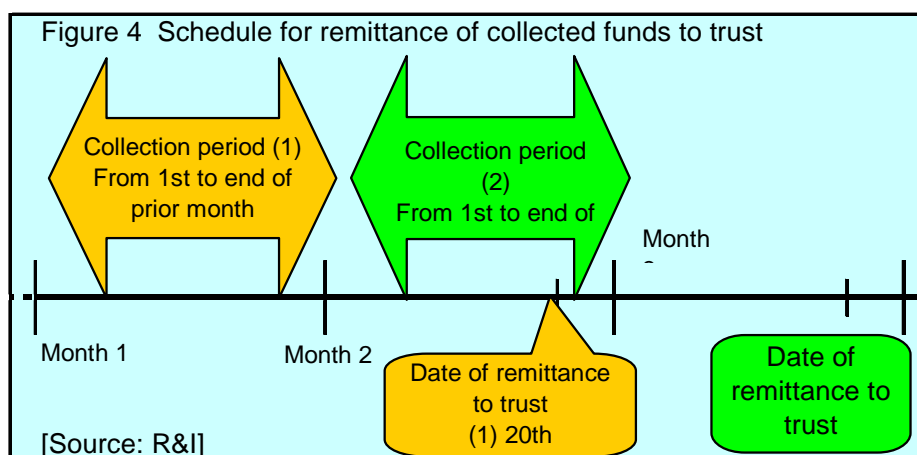 Figure 4 Schedule for remittance of collected funds to trust
Collection period (1)
From 1st to end of
prior month
Collection period
(2)
From 1st to end of
Month
Month 1
Month 2
Date of remittance
to trust
(1) 20th
Date of
remittance to
trust
[Source: R&I]